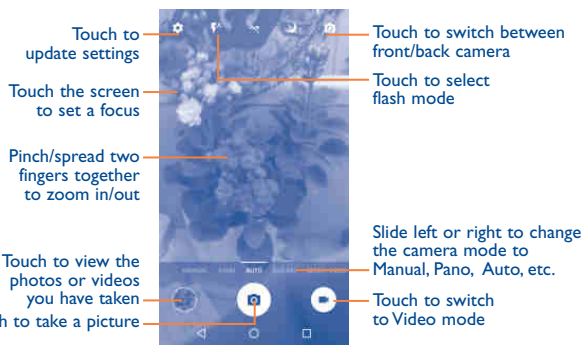 Touch to
update settings
Touch the screen
to set a focus
Pinch/spread two
fingers together
to zoom in/out
Touch to view the
photos or videos
you have taken
to take a picture
Touch to switch between
front/back camera
Touch to select
flash mode
Slide left or right to change
the camera mode to
Manual, Pano, Auto, etc.
Touch to switch
to Video mode
AUTO